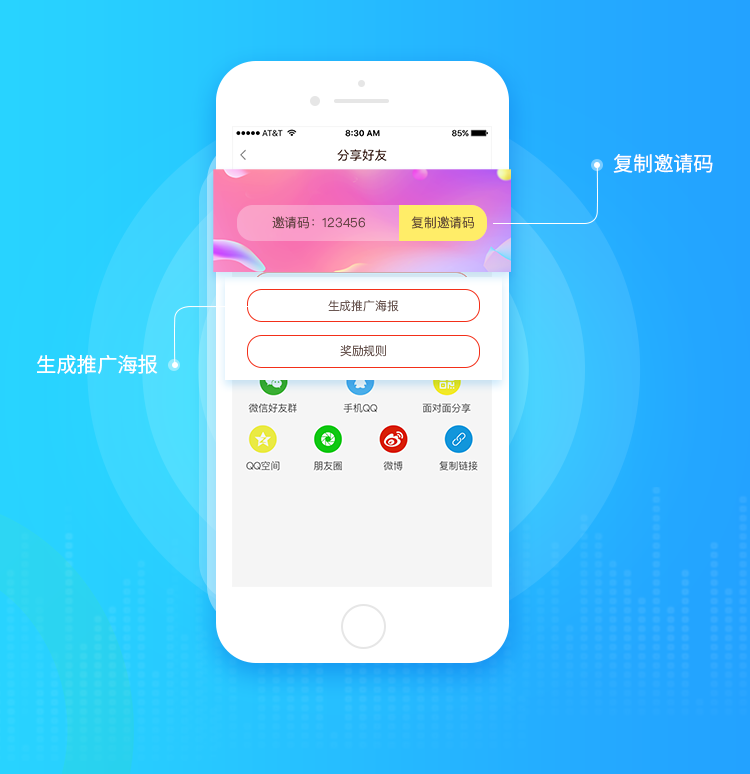 AT&T
8:30 AM
85%
分享好友
复制邀请码
邀请码：123456
复制邀请码
生成推广海报
奖励规则
生成推广海报
微信好友群
手机QQ
面对面分享
QQ空间
朋友圈
微博
复制链接